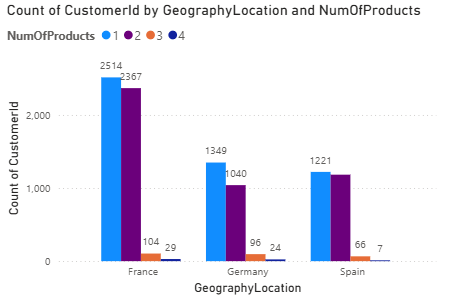 Count of CustomerId by GeographyLocation and NumOfProducts
NumOfProducts 1 2 3 4
Count of CustomerId
2,000
1,000
0
2514
2367
104
29
1349
1040
96
24
1221
66
7
France Germany Spain
GeographyLocation